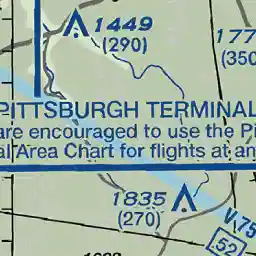 1449
(290)
177
(350
PITTSBURGH TERMINAL
are encouraged to use the Pi
al Area Chart for flights at an
1835
(270)
V 75
52